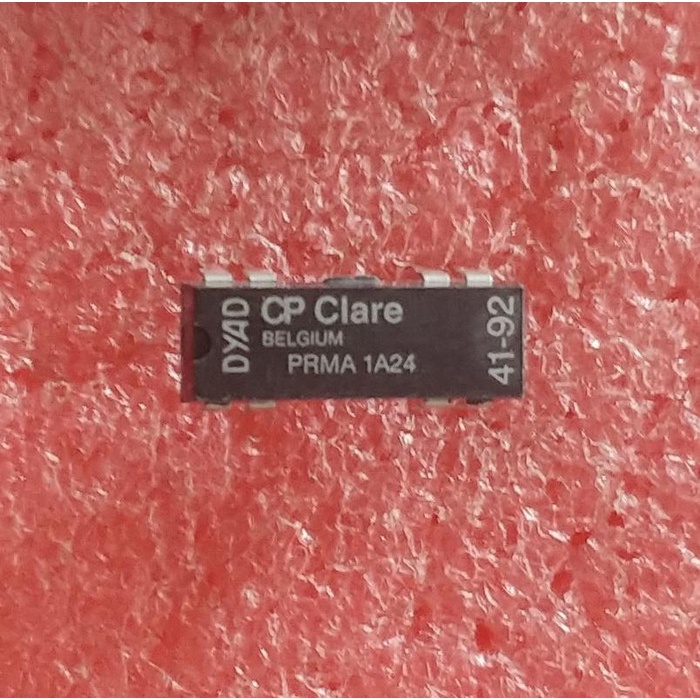 DYAD
CP Clare
BELGIUM
PRMA 1A24
41-92